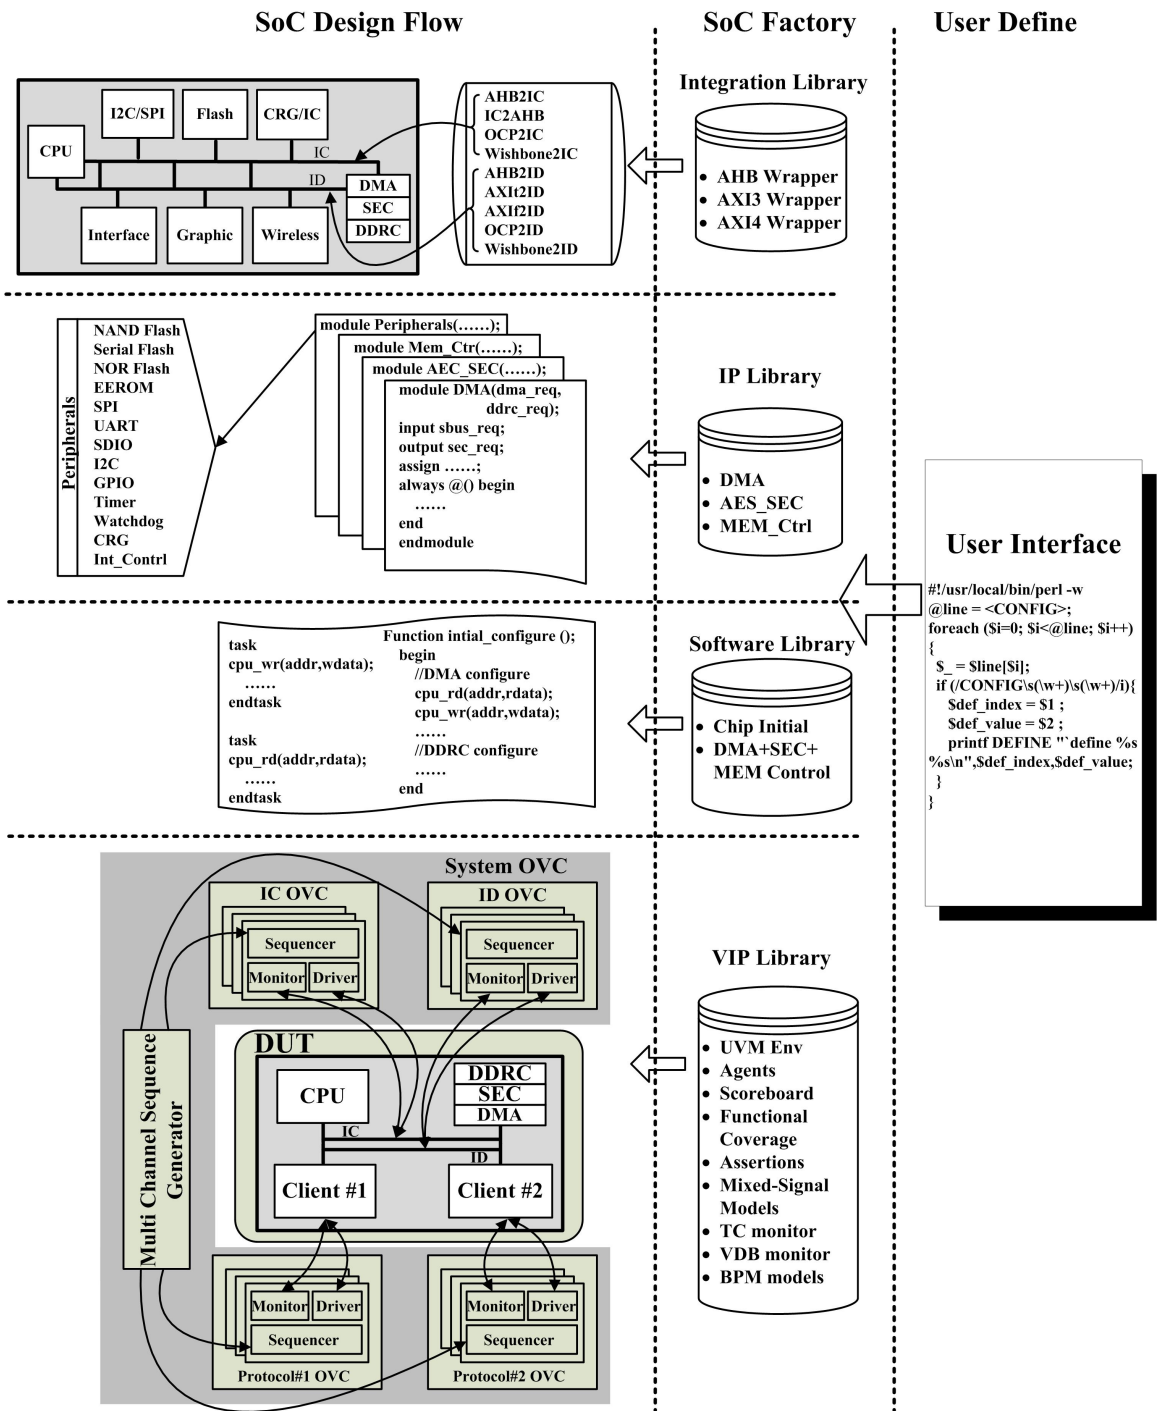 SoC Design Flow
SoC Factory
User Define
I2C/SPI
Flash
CRG/IC
CPU
IC
ID
DMA
SEC
DDRC
Interface
Graphic
Wireless
AHB2IC
IC2AHB
OCP2IC
Wishbone2IC
AHB2ID
AXIt2ID
AXIf2ID
OCP2ID
Wishbone2ID
Integration Library
• AHB Wrapper
• AXI3 Wrapper
• AXI4 Wrapper
Peripherals
NAND Flash
Serial Flash
NOR Flash
EEROM
SPI
UART
SDIO
I2C
GPIO
Timer
Watchdog
CRG
Int_Contrl
module Peripherals(……);
module Mem_Ctr(……);
module AEC_SEC(……);
module DMA(dma_req,
ddrc_req);
input sbus_req;
output sec_req;
assign ……;
always @() begin
……
end
endmodule
IP Library
• DMA
• AES_SEC
• MEM_Ctrl
task
cpu_wr(addr,wdata);
……
endtask
task
cpu_rd(addr,rdata);
……
endtask
Function intial_configure ();
begin
//DMA configure
cpu_rd(addr,rdata);
cpu_wr(addr,wdata);
……
//DDRC configure
……
end
Software Library
• Chip Initial
• DMA+SEC+
MEM Control
User Interface
#!/usr/local/bin/perl -w
@line = <CONFIG>;
foreach ($i=0; $i<@line; $i++)
{
$_ = $line[$i];
if (/CONFIG\s(\w+)\s(\w+)/i){
$def_index = $1 ;
$def_value = $2 ;
printf DEFINE "`define %s
%s\n",$def_index,$def_value;
}
}
System OVC
IC OVC
Sequencer
Monitor
Driver
ID OVC
Sequencer
Monitor
Driver
Multi Channel Sequence
Generator
DUT
CPU
DDRC
SEC
DMA
IC
ID
Client #1
Client #2
Monitor
Driver
Sequencer
Protocol#1 OVC
Monitor
Driver
Sequencer
Protocol#2 OVC
VIP Library
• UVM Env
• Agents
• Scoreboard
• Functional
Coverage
• Assertions
• Mixed-Signal
Models
• TC monitor
• VDB monitor
• BPM models